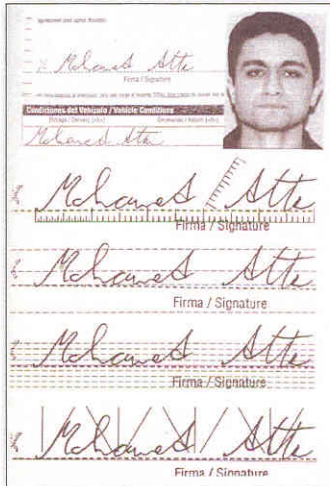 Mohamed Atta
Firma / Signature
Condiciones del Vehículo / Vehicle Conditions
Mohamed Atta
Mohamed Atta
Firma / Signature
Mohamed Atta
Firma / Signature
Mohamed Atta
Firma / Signature
Mohamed Atta
Firma / Signature